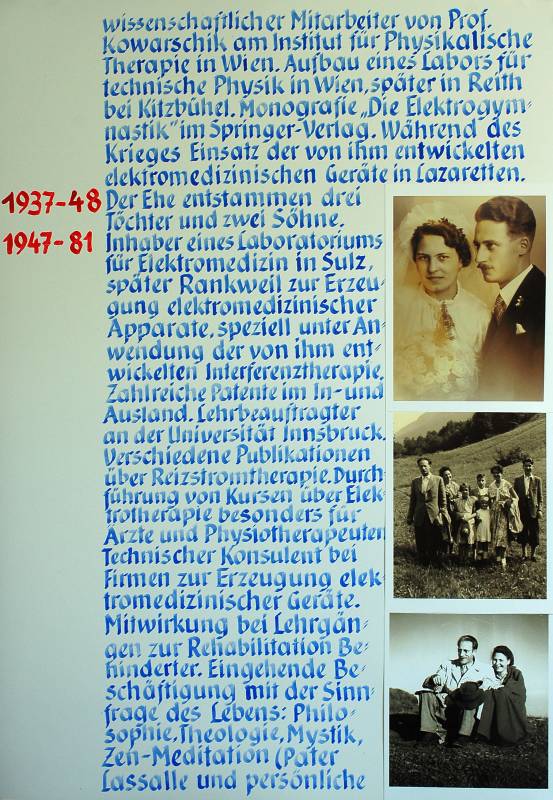 wissenschaftlicher Mitarbeiter von Prof.
Kowarschik am Institut für Physikalische
Therapie in Wien. Aufbau eines Labors für
technische Physik in Wien, später in Reith
bei Kitzbühel. Monografie „Die Elektrogym-
nastik" im Springer-Verlag. Während des
Krieges Einsatz der von ihm entwickelten
elektromedizinischen Geräte in Lazaretten.
1937-48 Der Ehe entstammen drei
Töchter und zwei Söhne.
1947-81 Inhaber eines Laboratoriums
für Elektromedizin in Sulz,
später Rankweil zur Erzeu-
gung elektromedizinischer
Apparate, speziell unter An-
wendung der von ihm ent-
wickelten Interferenztherapie,
Zahlreiche Patente im In- und
Ausland. Lehrbeauftragter
an der Universität Innsbruck.
Verschiedene Publikationen
über Reizstromtherapie. Durch-
führung von Kursen über Elek-
trotherapie besonders für
Ärzte und Physiotherapeuten
Technischer Konsulent bei
Firmen zur Erzeugung elek-
tromedizinischer Geräte.
Mitwirkung bei Lehrgän-
gen zur Rehabilitation Be-
hinderter. Eingehende Be-
schäftigung mit der Sinn-
frage des Lebens: Philo-
sophie, Theologie, Mystik,
Zen-Meditation (Pater
Lassalle und persönliche